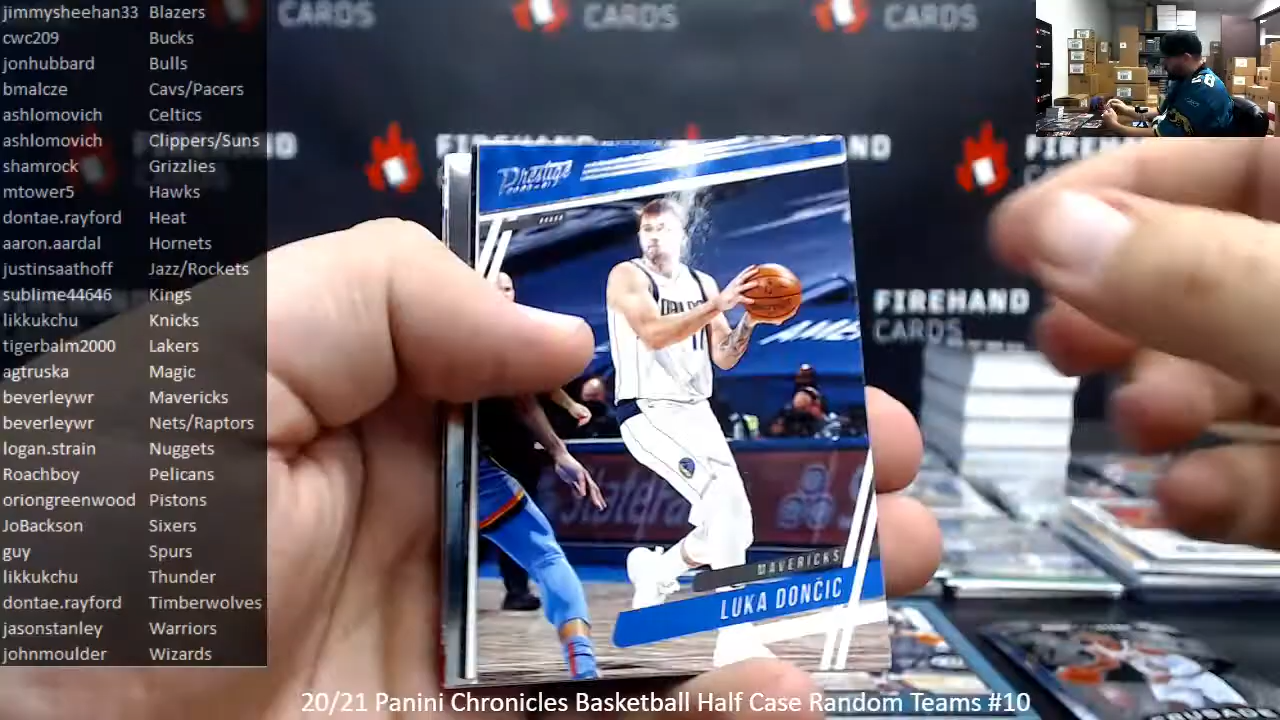 jimmysheehan33 Blazers
cwc209 Bucks
jonhubbard Bulls
bmalcze Cavs/Pacers
ashlomovich Celtics
ashlomovich Clippers/Suns
shamrock Grizzlies
mtower5 Hawks
dontae.rayford Heat
aaron.aardal Hornets
justinsaathoff Jazz/Rockets
sublime44646 Kings
likkukchu Knicks
tigerbalm2000 Lakers
agtruska Magic
beverleywr Mavericks
beverleywr Nets/Raptors
logan.strain Nuggets
Roachboy Pelicans
oriongreenwood Pistons
JoBackson Sixers
guy Spurs
likkukchu Thunder
dontae.rayford Timberwolves
jasonstanley Warriors
johnmoulder Wizards
CARDS
CARDS
CARDS
FIREHAND
CARDS
Prestige
MAVERICKS
LUKA DONČIC
20/21 Panini Chronicles Basketball Half Case Random Teams #10